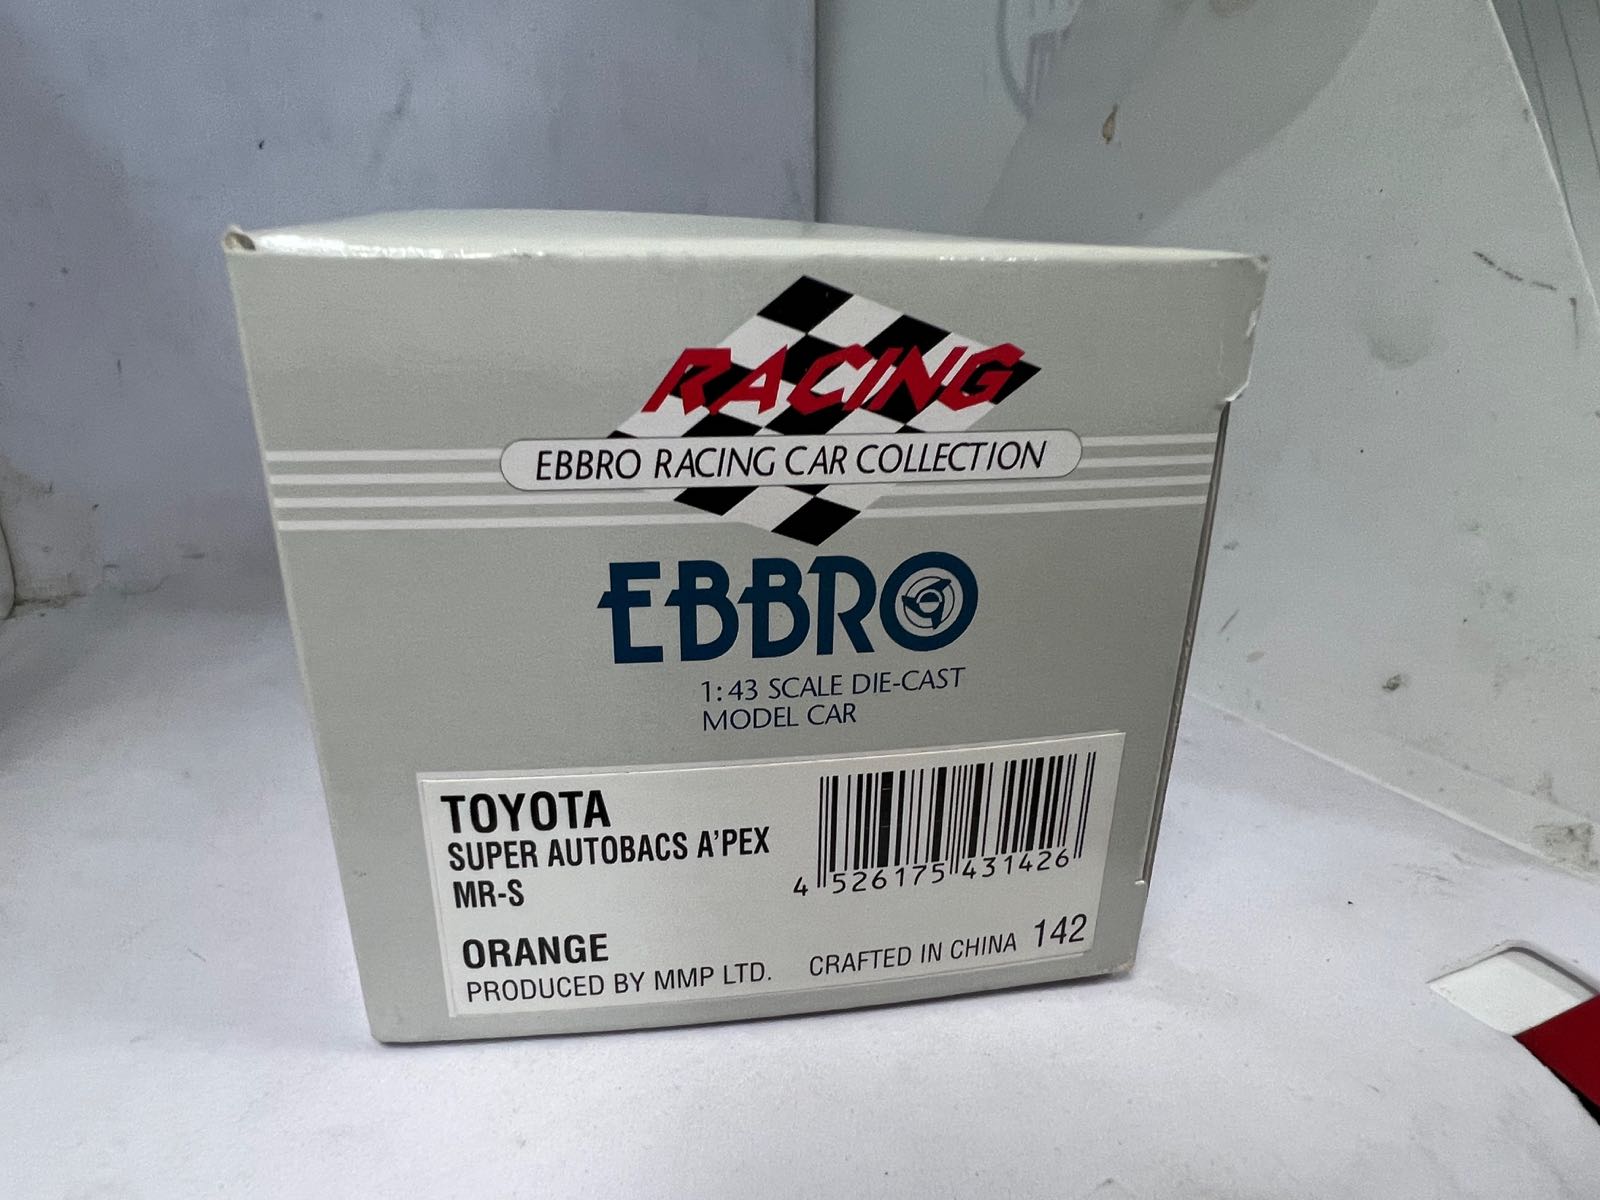 RACING
EBBRO RACING CAR COLLECTION
EBBRO
1:43 SCALE DIE-CAST
MODEL CAR
TOYOTA
SUPER AUTOBACS A'PEX
MR-S
4 526175 431426
ORANGE
PRODUCED BY MMP LTD. CRAFTED IN CHINA 142